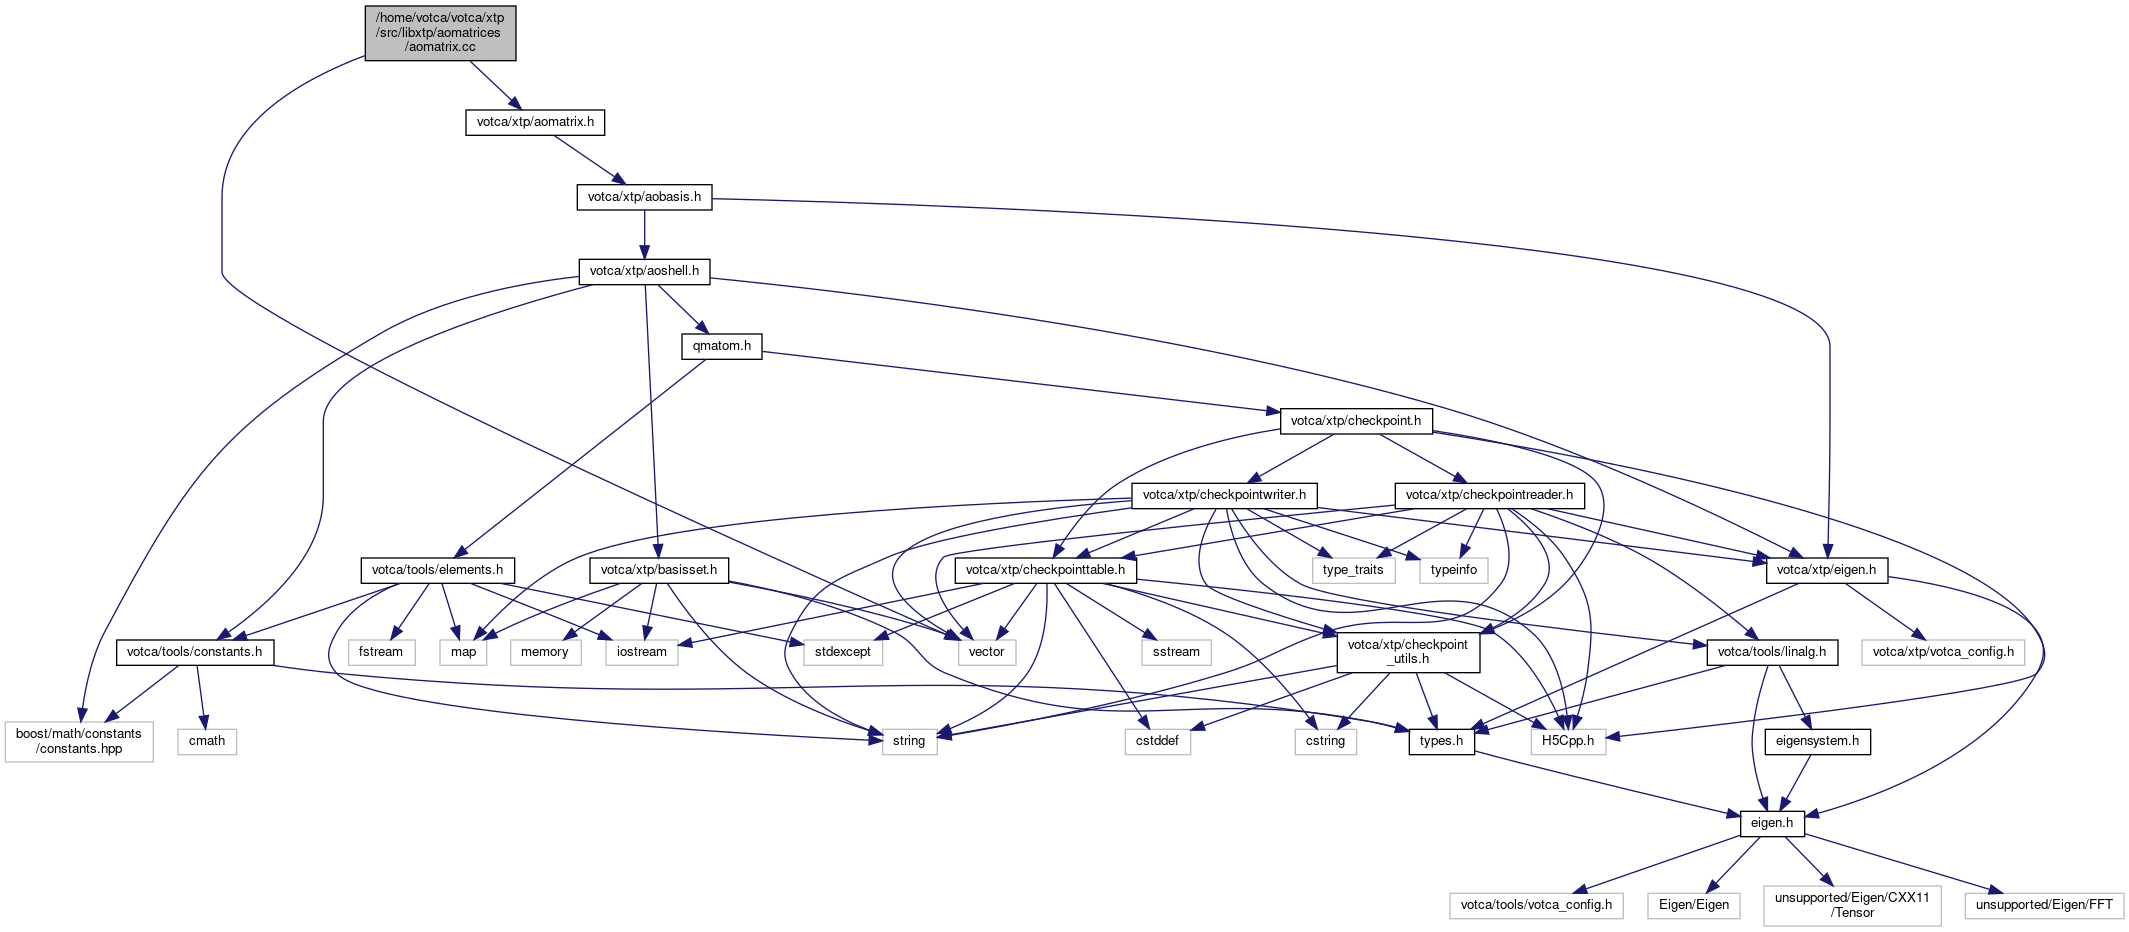 /home/votca/votca/xtp
/src/libxtp/aomatrices
/aomatrix.cc
votca/xtp/aomatrix.h
votca/xtp/aobasis.h
votca/xtp/aoshell.h
qmatom.h
votca/xtp/checkpoint.h
votca/xtp/checkpointwriter.h
votca/xtp/checkpointreader.h
votca/tools/elements.h
votca/xtp/basisset.h
votca/xtp/checkpointtable.h
type_traits
typeinfo
votca/xtp/eigen.h
votca/tools/constants.h
fstream
map
memory
iostream
stdexcept
vector
sstream
votca/xtp/checkpoint
_utils.h
votca/tools/linalg.h
votca/xtp/votca_config.h
boost/math/constants
/constants.hpp
cmath
string
cstddef
cstring
types.h
H5Cpp.h
eigensystem.h
eigen.h
votca/tools/votca_config.h
Eigen/Eigen
unsupported/Eigen/CXX11
/Tensor
unsupported/Eigen/FFT